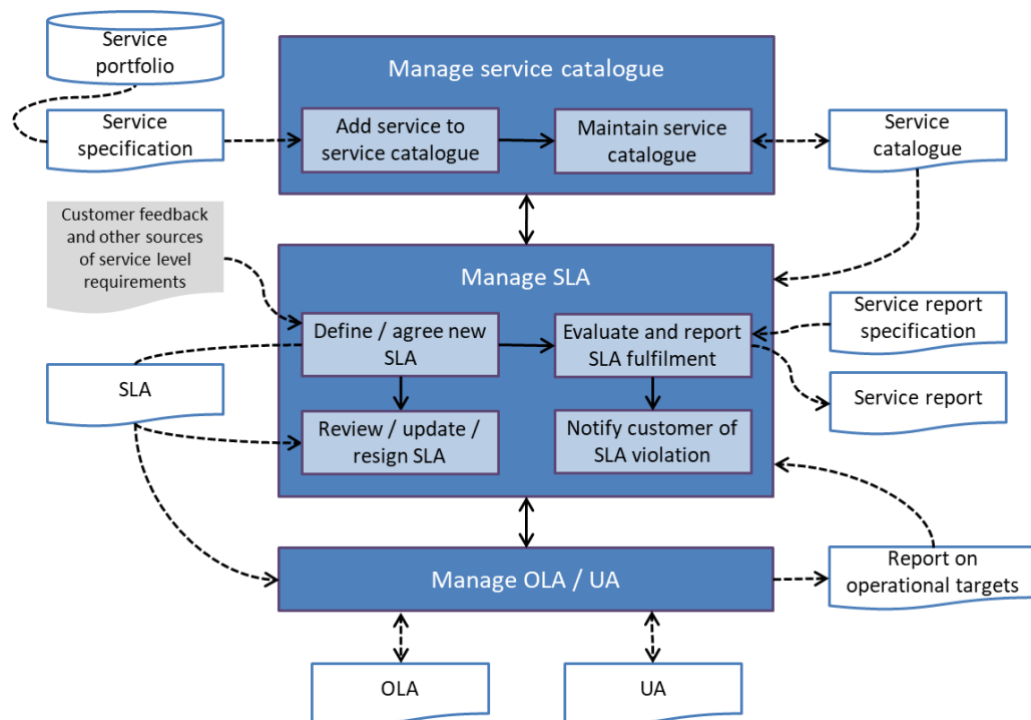 Service
portfolio
Manage service catalogue
Service
specification
Add service to
service catalogue
Maintain service
catalogue
Service
catalogue
Customer feedback
and other sources
of service level
requirements
Manage SLA
Define / agree new
SLA
Evaluate and report
SLA fulfilment
Service report
specification
SLA
Service report
Review / update /
resign SLA
Notify customer of
SLA violation
Manage OLA / UA
Report on
operational targets
OLA
UA